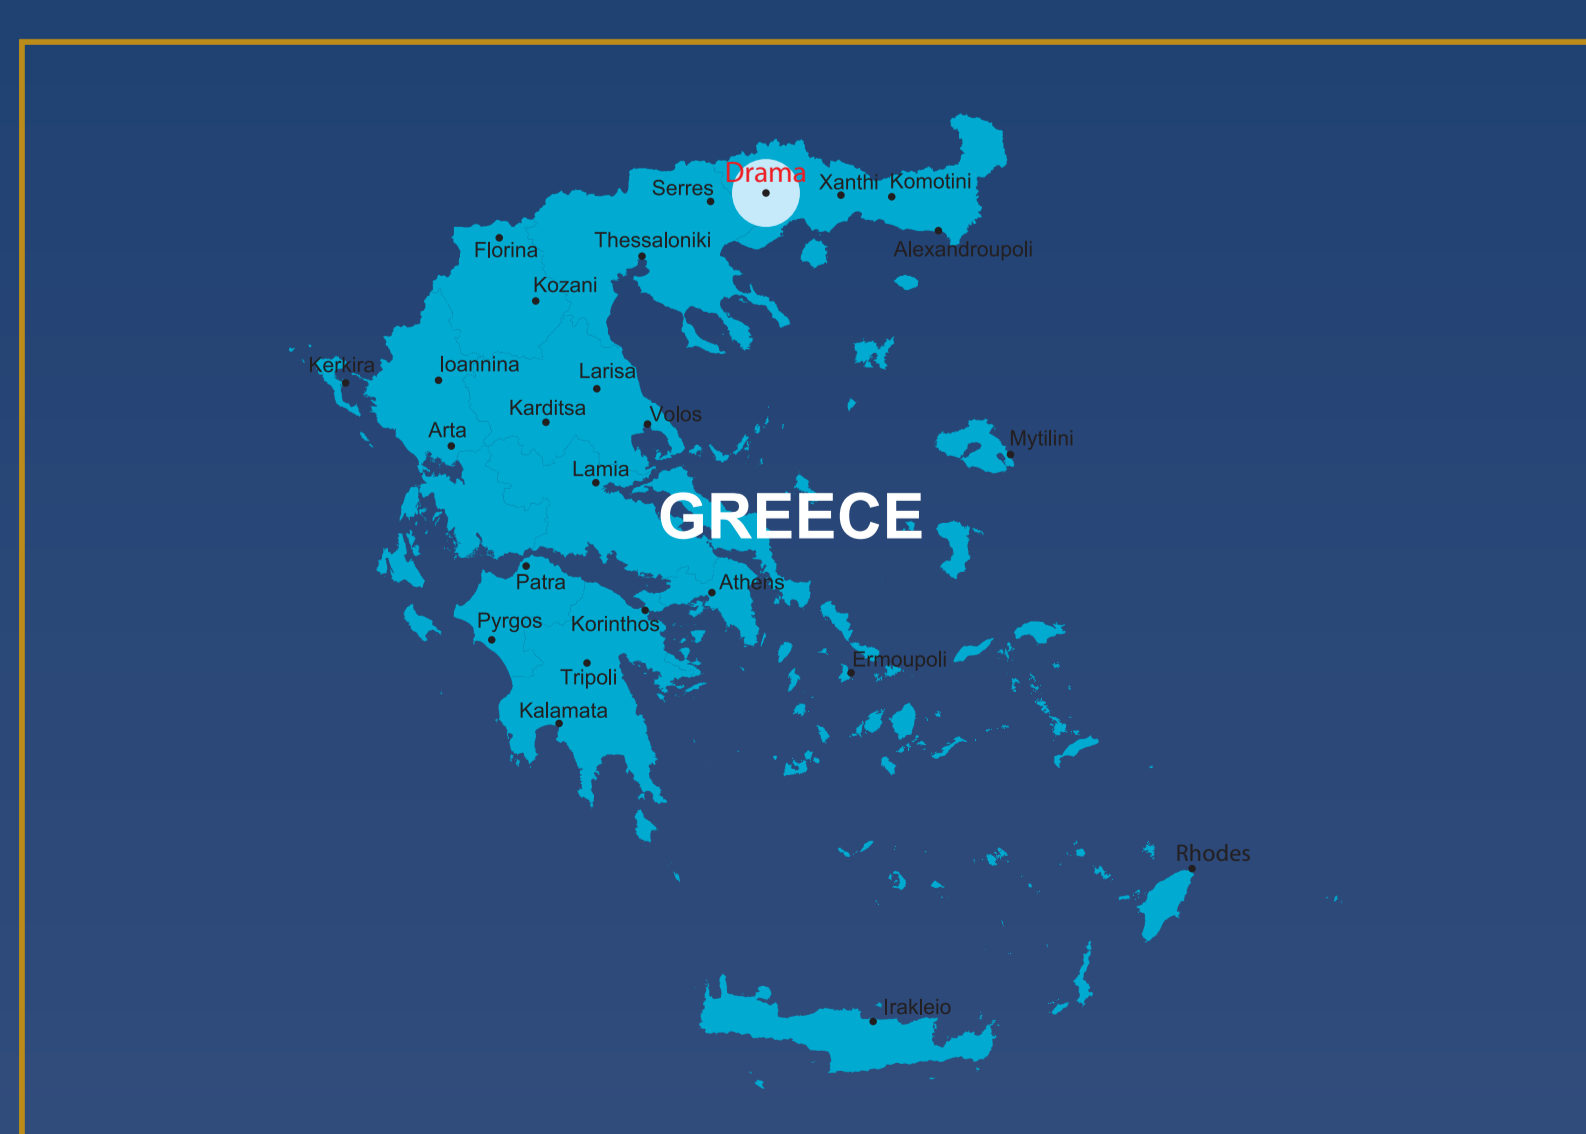 Drama
Serres
Xanthi
Komotini
Thessaloniki
Florina
Alexandroupoli
Kozani
Kerkira
Ioannina
Larisa
Karditsa
Volos
Arta
Mytilini
Lamia
GREECE
Patra
Athens
Pyrgos
Korinthos
Ermoupoli
Tripoli
Kalamata
Rhodes
Irakleio